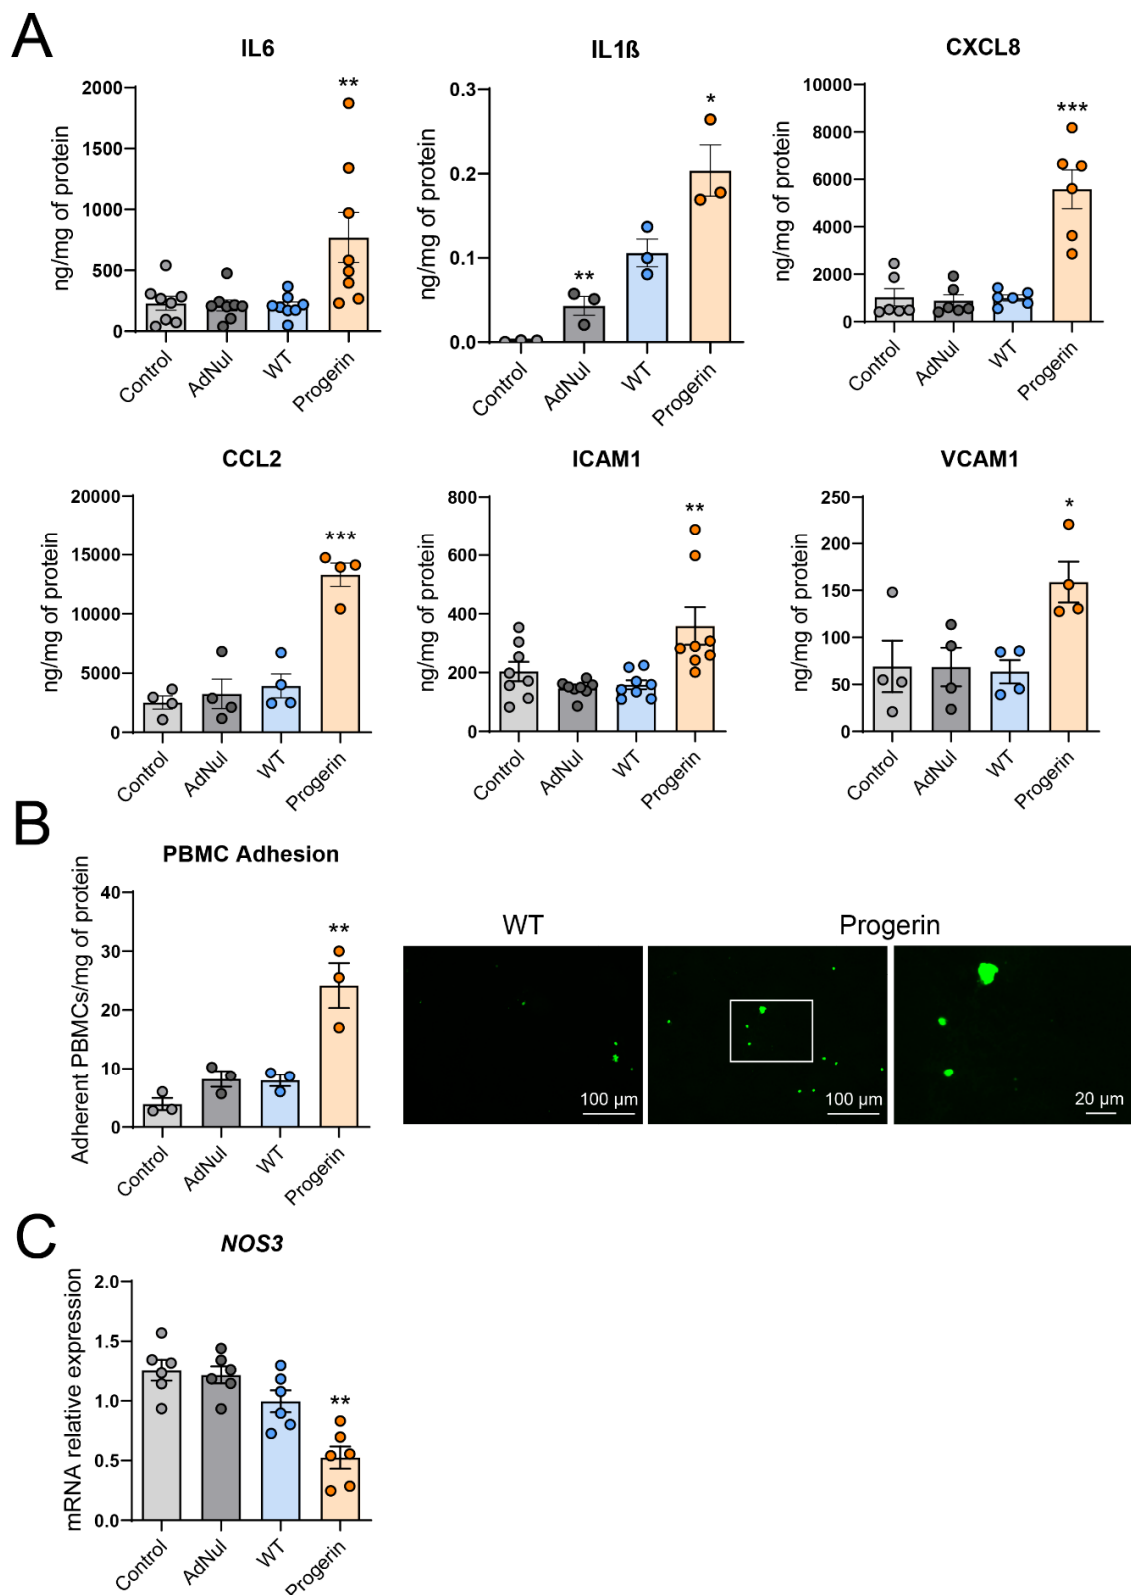 A
IL6
IL1ß
CXCL8
ng/mg of protein
2000
1500
1000
500
0
**
Control
AdNul
WT
Progerin
ng/mg of protein
0.3
0.2
0.1
0.0
**
*
Control
AdNul
WT
Progerin
ng/mg of protein
10000
8000
6000
4000
2000
0
***
Control
AdNul
WT
Progerin
CCL2
ICAM1
VCAM1
ng/mg of protein
20000
15000
10000
5000
0
***
Control
AdNul
WT
Progerin
ng/mg of protein
800
600
400
200
0
**
Control
AdNul
WT
Progerin
ng/mg of protein
250
200
150
100
50
0
*
Control
AdNul
WT
Progerin
B
PBMC Adhesion
Adherent PBMCs/mg of protein
40
30
20
10
0
**
Control
AdNul
WT
Progerin
WT
Progerin
100 µm
100 µm
20 µm
C
NOS3
mRNA relative expression
2.0
1.5
1.0
0.5
0.0
**
Control
AdNul
WT
Progerin